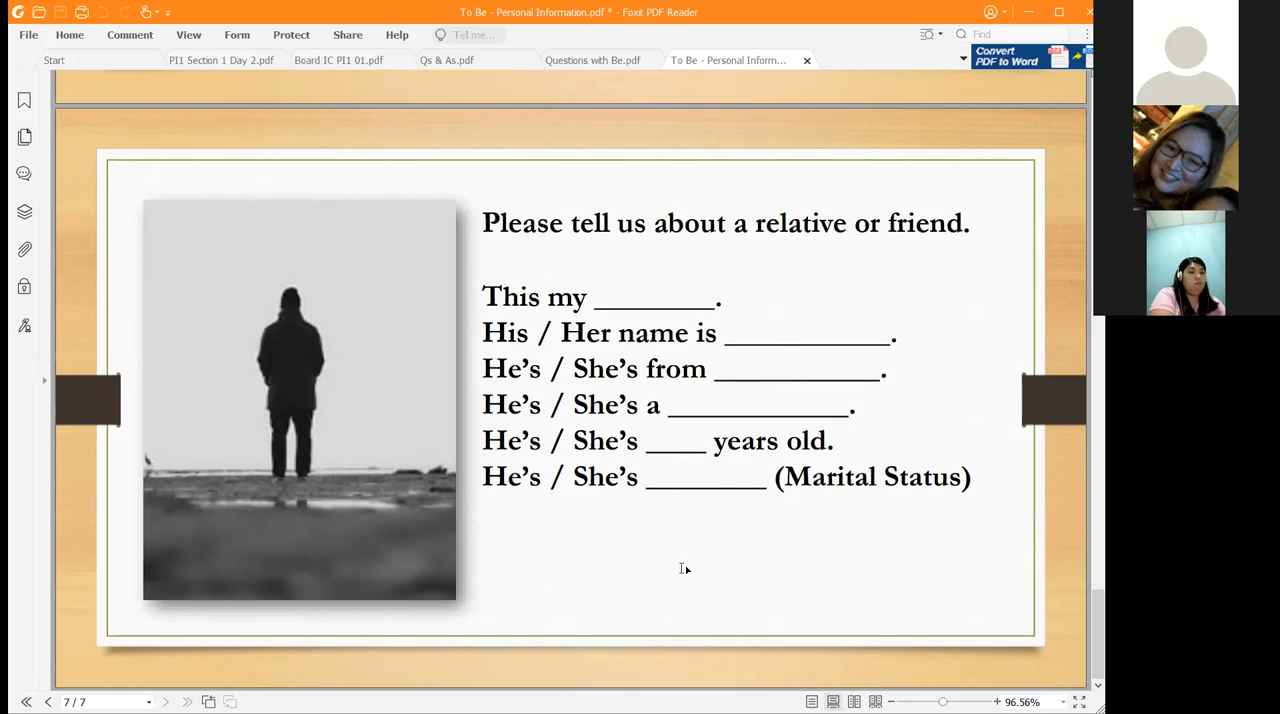 To Be - Personal Information.pdf * - Foxit PDF Reader
File Home Comment View Form Protect Share Help Tell me... Find
Start PI1 Section 1 Day 2.pdf Board IC PI1 01.pdf Qs & As.pdf Questions with Be.pdf To Be - Personal Inform...
Convert
PDF to Word
Please tell us about a relative or friend.
This my ________.
His / Her name is ___________.
He's / She's from ___________.
He's / She's a ____________.
He's / She's ____ years old.
He's / She's ________ (Marital Status)
7 / 7 96.56%